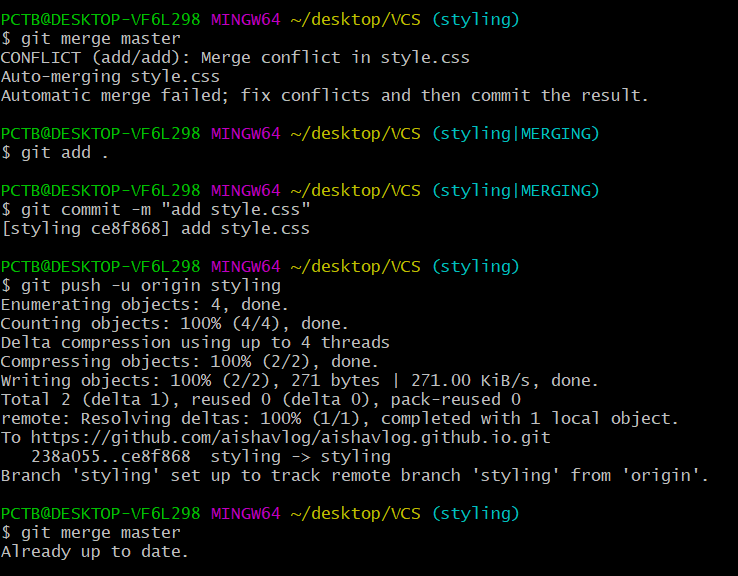 PCTB@DESKTOP-VF6L298 MINGW64 ~/desktop/VCS (styling)
$ git merge master
CONFLICT (add/add): Merge conflict in style.css
Auto-merging style.css
Automatic merge failed; fix conflicts and then commit the result.
PCTB@DESKTOP-VF6L298 MINGW64 ~/desktop/VCS (styling|MERGING)
$ git add .
PCTB@DESKTOP-VF6L298 MINGW64 ~/desktop/VCS (styling|MERGING)
$ git commit -m "add style.css"
[styling ce8f868] add style.css
PCTB@DESKTOP-VF6L298 MINGW64 ~/desktop/VCS (styling)
$ git push -u origin styling
Enumerating objects: 4, done.
Counting objects: 100% (4/4), done.
Delta compression using up to 4 threads
Compressing objects: 100% (2/2), done.
Writing objects: 100% (2/2), 271 bytes | 271.00 KiB/s, done.
Total 2 (delta 1), reused 0 (delta 0), pack-reused 0
remote: Resolving deltas: 100% (1/1), completed with 1 local object.
To https://github.com/aishavlog/aishavlog.github.io.git
238a055..ce8f868  styling -> styling
Branch 'styling' set up to track remote branch 'styling' from 'origin'.
PCTB@DESKTOP-VF6L298 MINGW64 ~/desktop/VCS (styling)
$ git merge master
Already up to date.